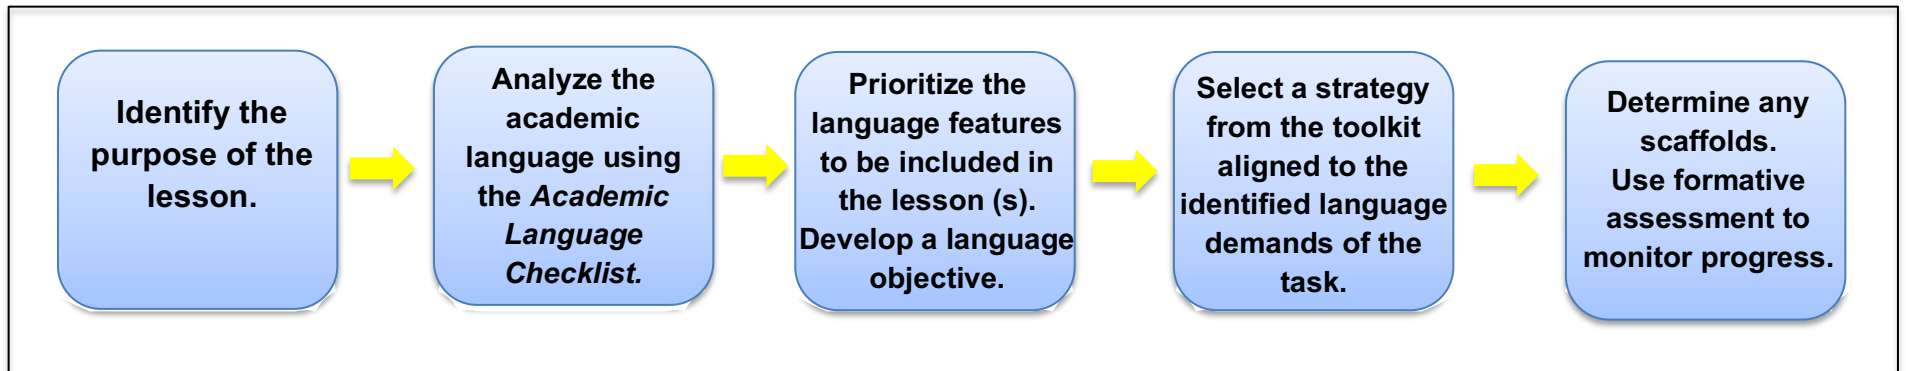 Identify the
purpose of the
lesson.
Analyze the
academic
language using
the Academic
Language
Checklist.
Prioritize the
language features
to be included in
the lesson (s).
Develop a language
objective.
Select a strategy
from the toolkit
aligned to the
identified language
demands of the
task.
Determine any
scaffolds.
Use formative
assessment to
monitor progress.